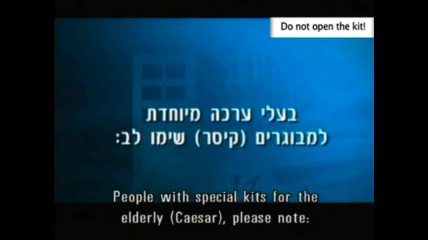 Do not open the kit!
בעלי ערכה מיוחדת
למבוגרים (קיסר) שימו לב:
People with special kits for the
elderly (Caesar), please note: